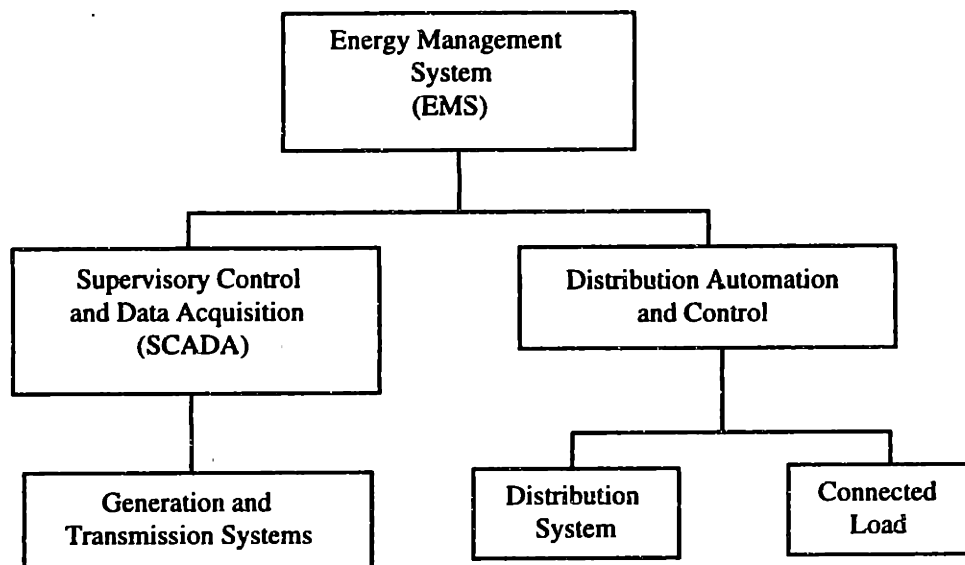 Energy Management
System
(EMS)
Supervisory Control
and Data Acquisition
(SCADA)
Distribution Automation
and Control
Generation and
Transmission Systems
Distribution
System
Connected
Load